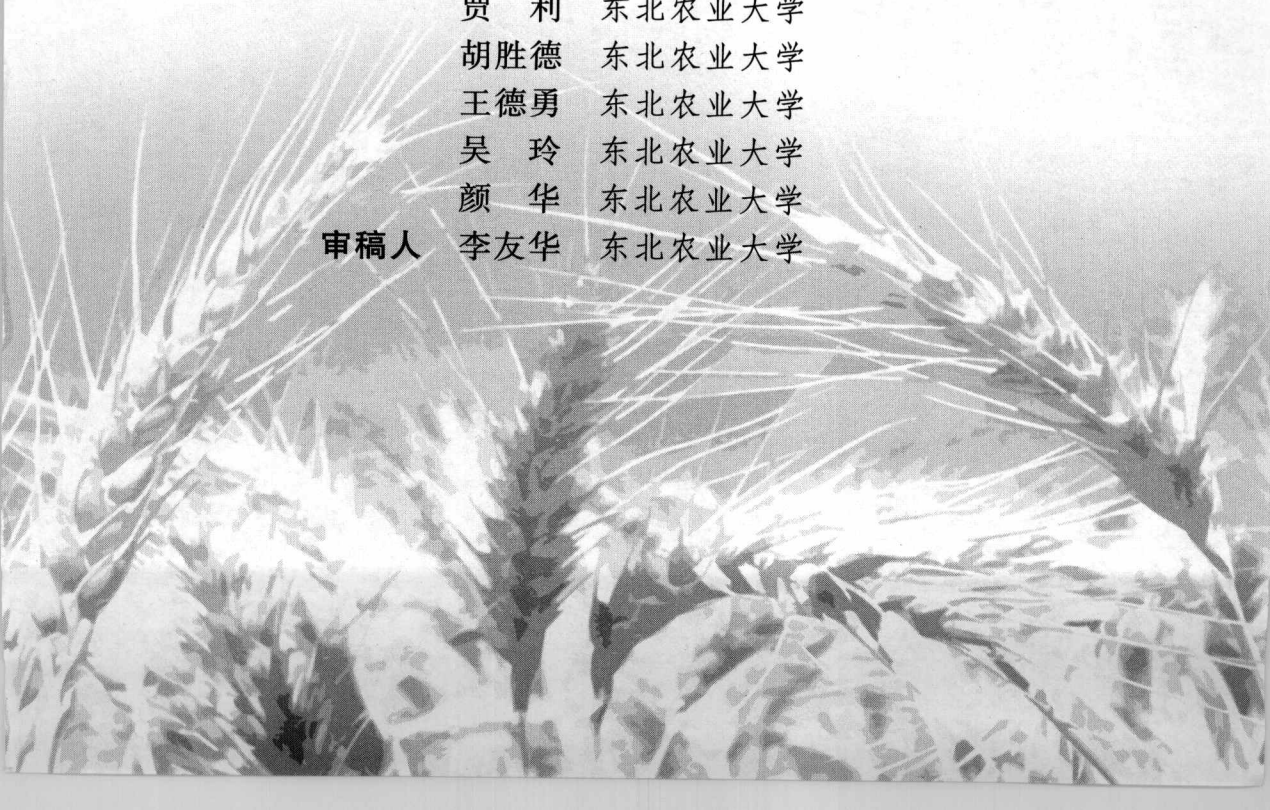 贾　利　东北农业大学
胡胜德　东北农业大学
王德勇　东北农业大学
吴　玲　东北农业大学
颜　华　东北农业大学
审稿人　李友华　东北农业大学